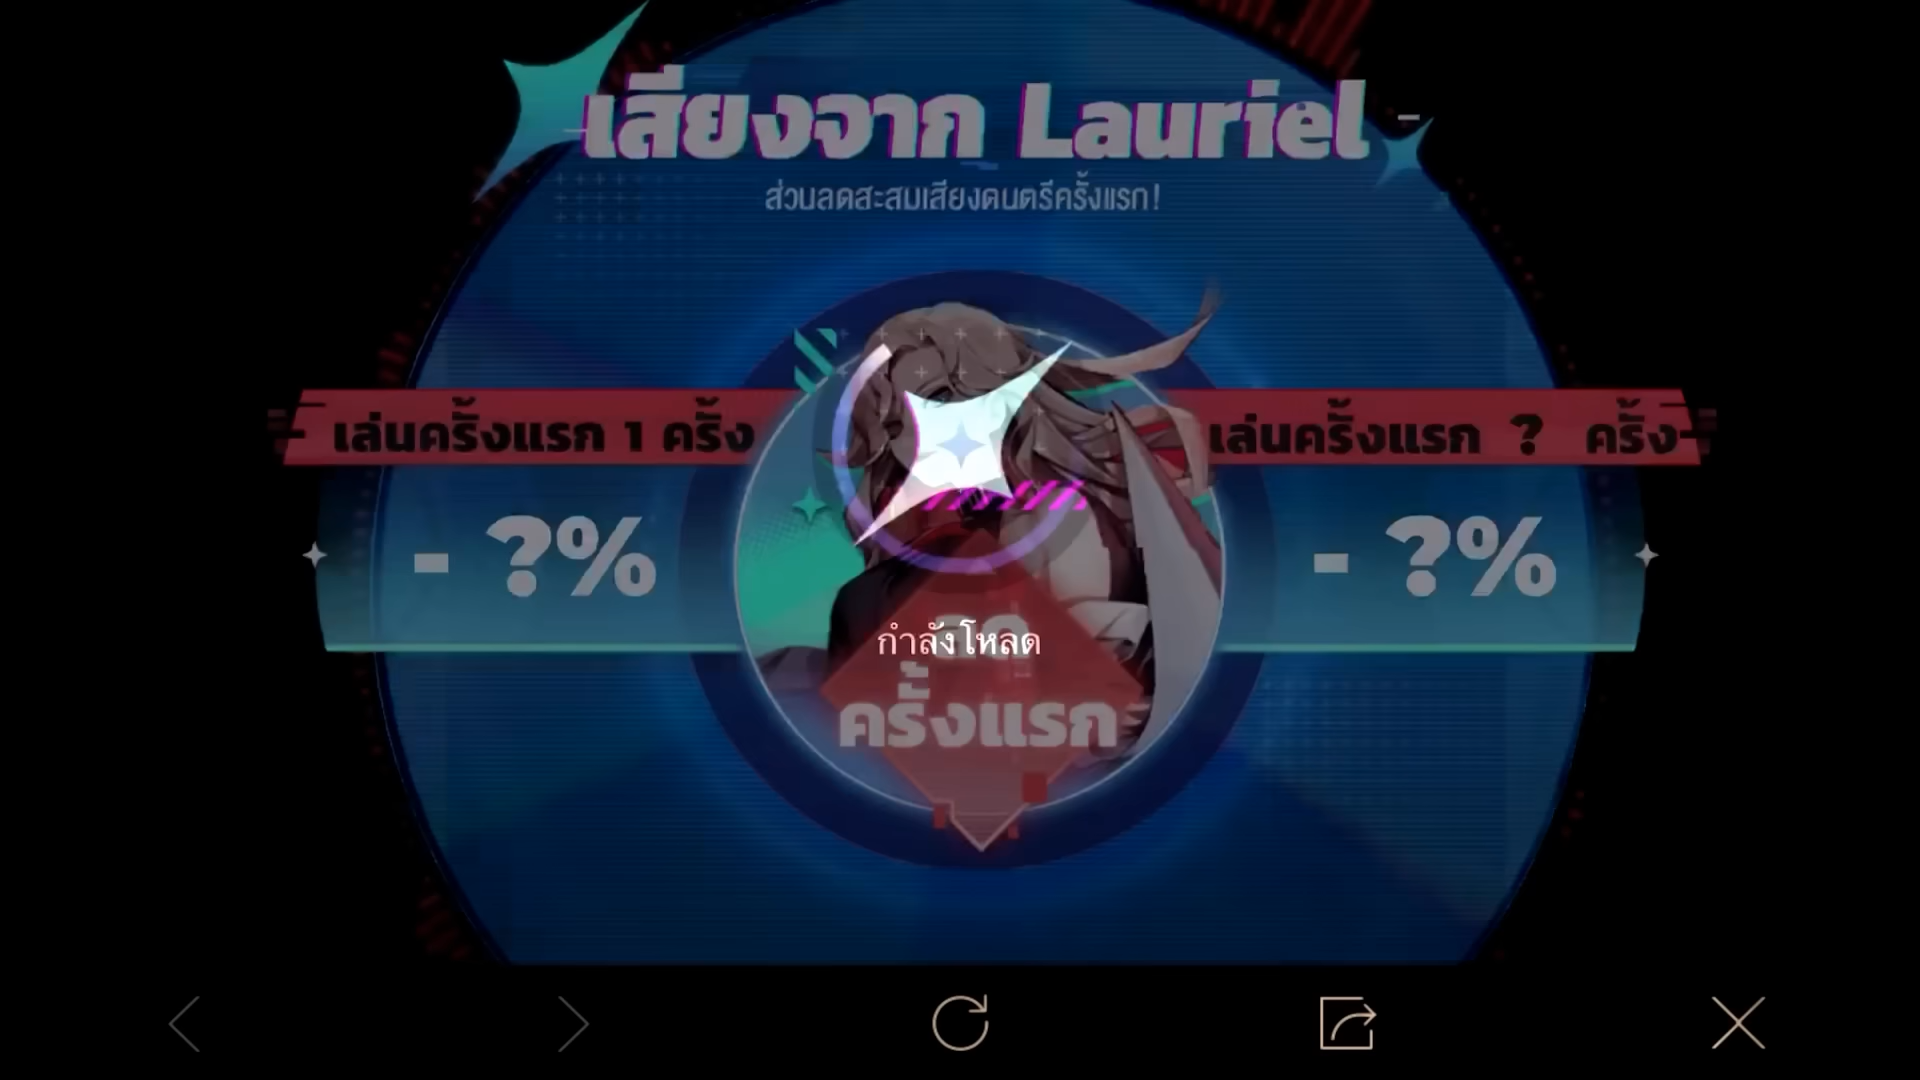 เสียงจาก Lauriel
ส่วนลดสะสมเสียงดนตรีครั้งแรก!
เล่นครั้งแรก 1 ครั้ง
เล่นครั้งแรก ? ครั้ง
- ?%
- ?%
ลด
กำลังโหลด
ครั้งแรก